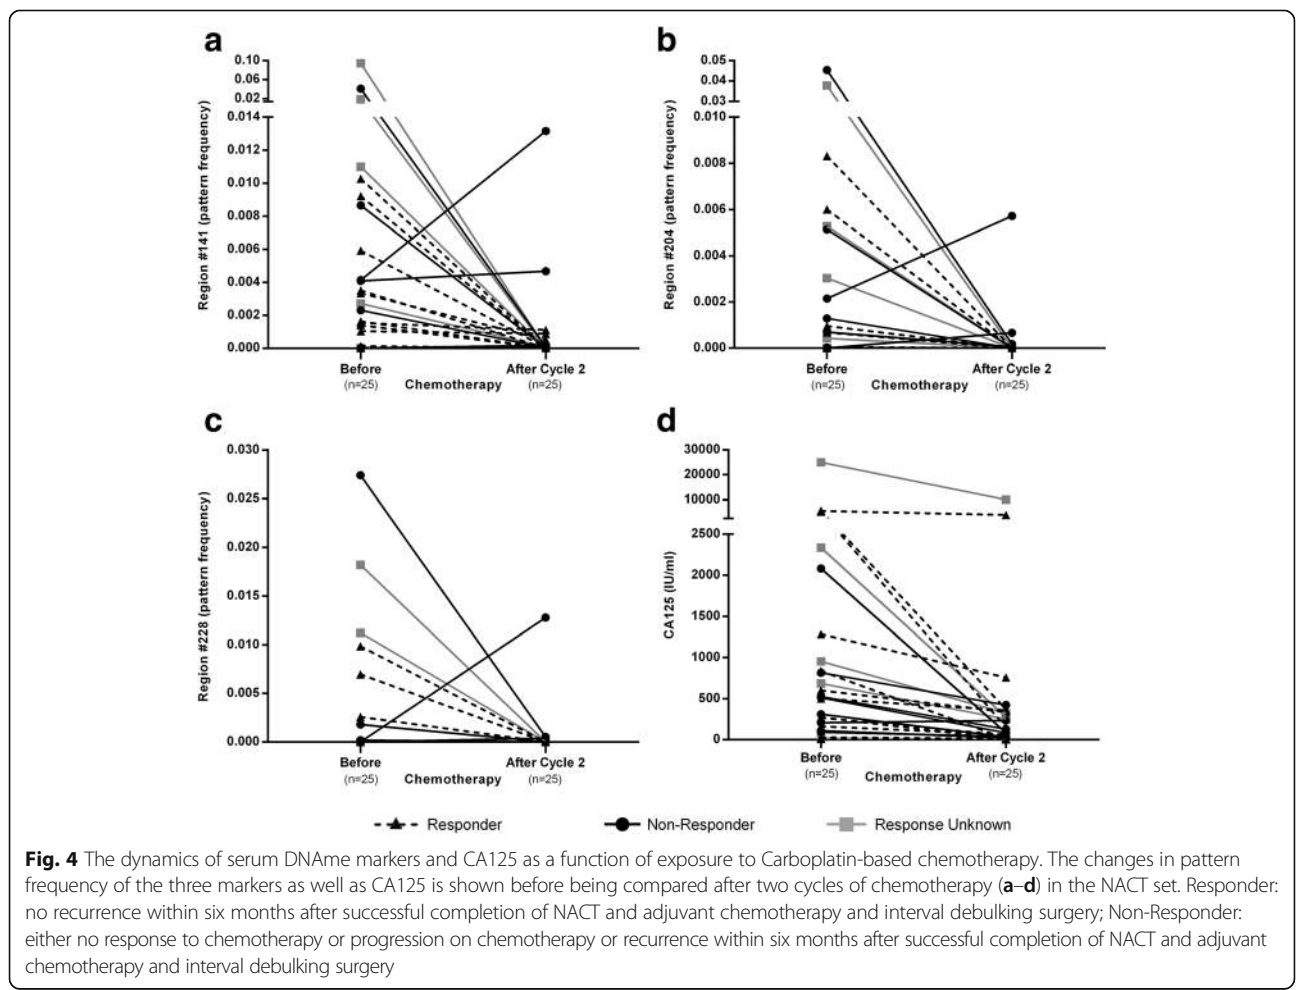 a
Region #141 (pattern frequency)
0.10
0.06
0.02
0.014
0.012
0.010
0.008
0.006
0.004
0.002
0.000
Before
(n=25)
Chemotherapy
After Cycle 2
(n=25)
b
Region #204 (pattern frequency)
0.05
0.04
0.03
0.010
0.008
0.006
0.004
0.002
0.000
Before
(n=25)
Chemotherapy
After Cycle 2
(n=25)
c
Region #228 (pattern frequency)
0.030
0.025
0.020
0.015
0.010
0.005
0.000
Before
(n=25)
Chemotherapy
After Cycle 2
(n=25)
d
CA125 (IU/ml)
30000
20000
10000
2500
2000
1500
1000
500
0
Before
(n=25)
Chemotherapy
After Cycle 2
(n=25)
Responder
Non-Responder
Response Unknown
Fig. 4 The dynamics of serum DNAme markers and CA125 as a function of exposure to Carboplatin-based chemotherapy. The changes in pattern
frequency of the three markers as well as CA125 is shown before being compared after two cycles of chemotherapy (a–d) in the NACT set. Responder:
no recurrence within six months after successful completion of NACT and adjuvant chemotherapy and interval debulking surgery; Non-Responder:
either no response to chemotherapy or progression on chemotherapy or recurrence within six months after successful completion of NACT and adjuvant
chemotherapy and interval debulking surgery